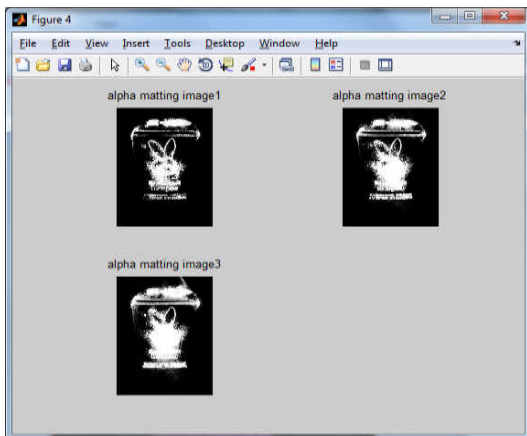 Figure 4
File Edit View Insert Tools Desktop Window Help
alpha matting image1
alpha matting image2
alpha matting image3